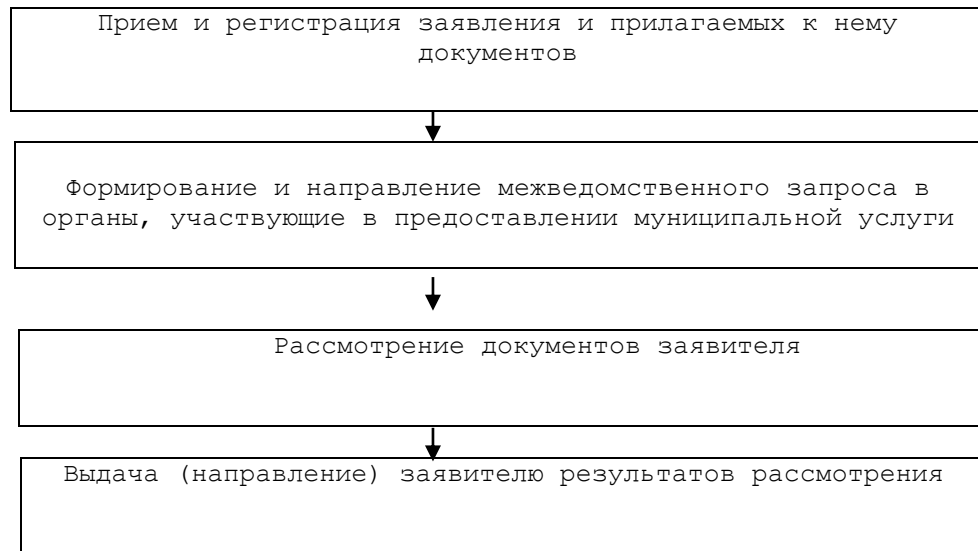 Прием и регистрация заявления и прилагаемых к нему
документов
Формирование и направление межведомственного запроса в
органы, участвующие в предоставлении муниципальной услуги
Рассмотрение документов заявителя
Выдача (направление) заявителю результатов рассмотрения